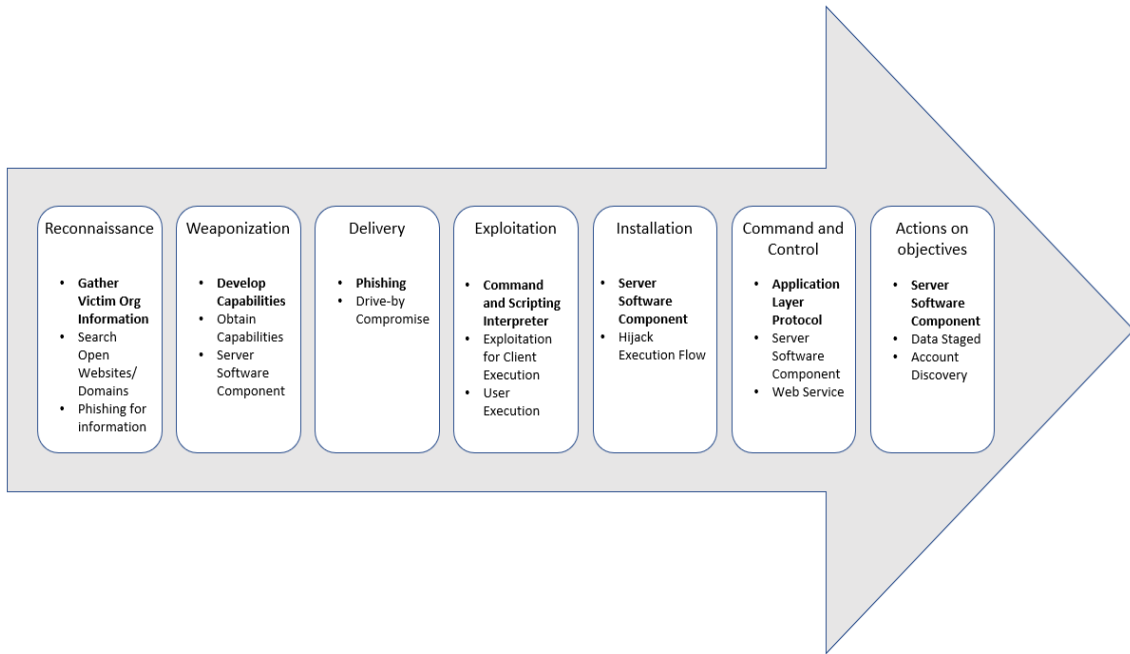 Reconnaissance
• Gather
Victim Org
Information
• Search
Open
Websites/
Domains
• Phishing for
information
Weaponization
• Develop
Capabilities
• Obtain
Capabilities
• Server
Software
Component
Delivery
• Phishing
• Drive-by
Compromise
Exploitation
• Command
and Scripting
Interpreter
• Exploitation
for Client
Execution
• User
Execution
Installation
• Server
Software
Component
• Hijack
Execution Flow
Command and
Control
• Application
Layer
Protocol
• Server
Software
Component
• Web Service
Actions on
objectives
• Server
Software
Component
• Data Staged
• Account
Discovery